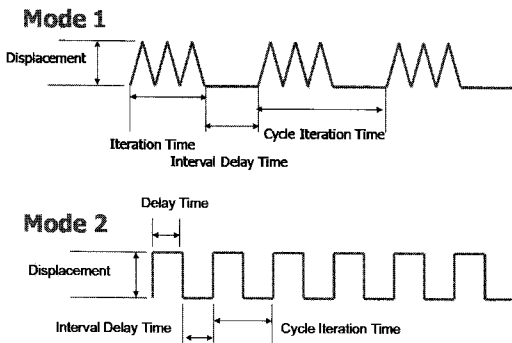 Mode 1
Displacement
Iteration Time
Cycle Iteration Time
Interval Delay Time
Delay Time
Mode 2
Displacement
Interval Delay Time
Cycle Iteration Time